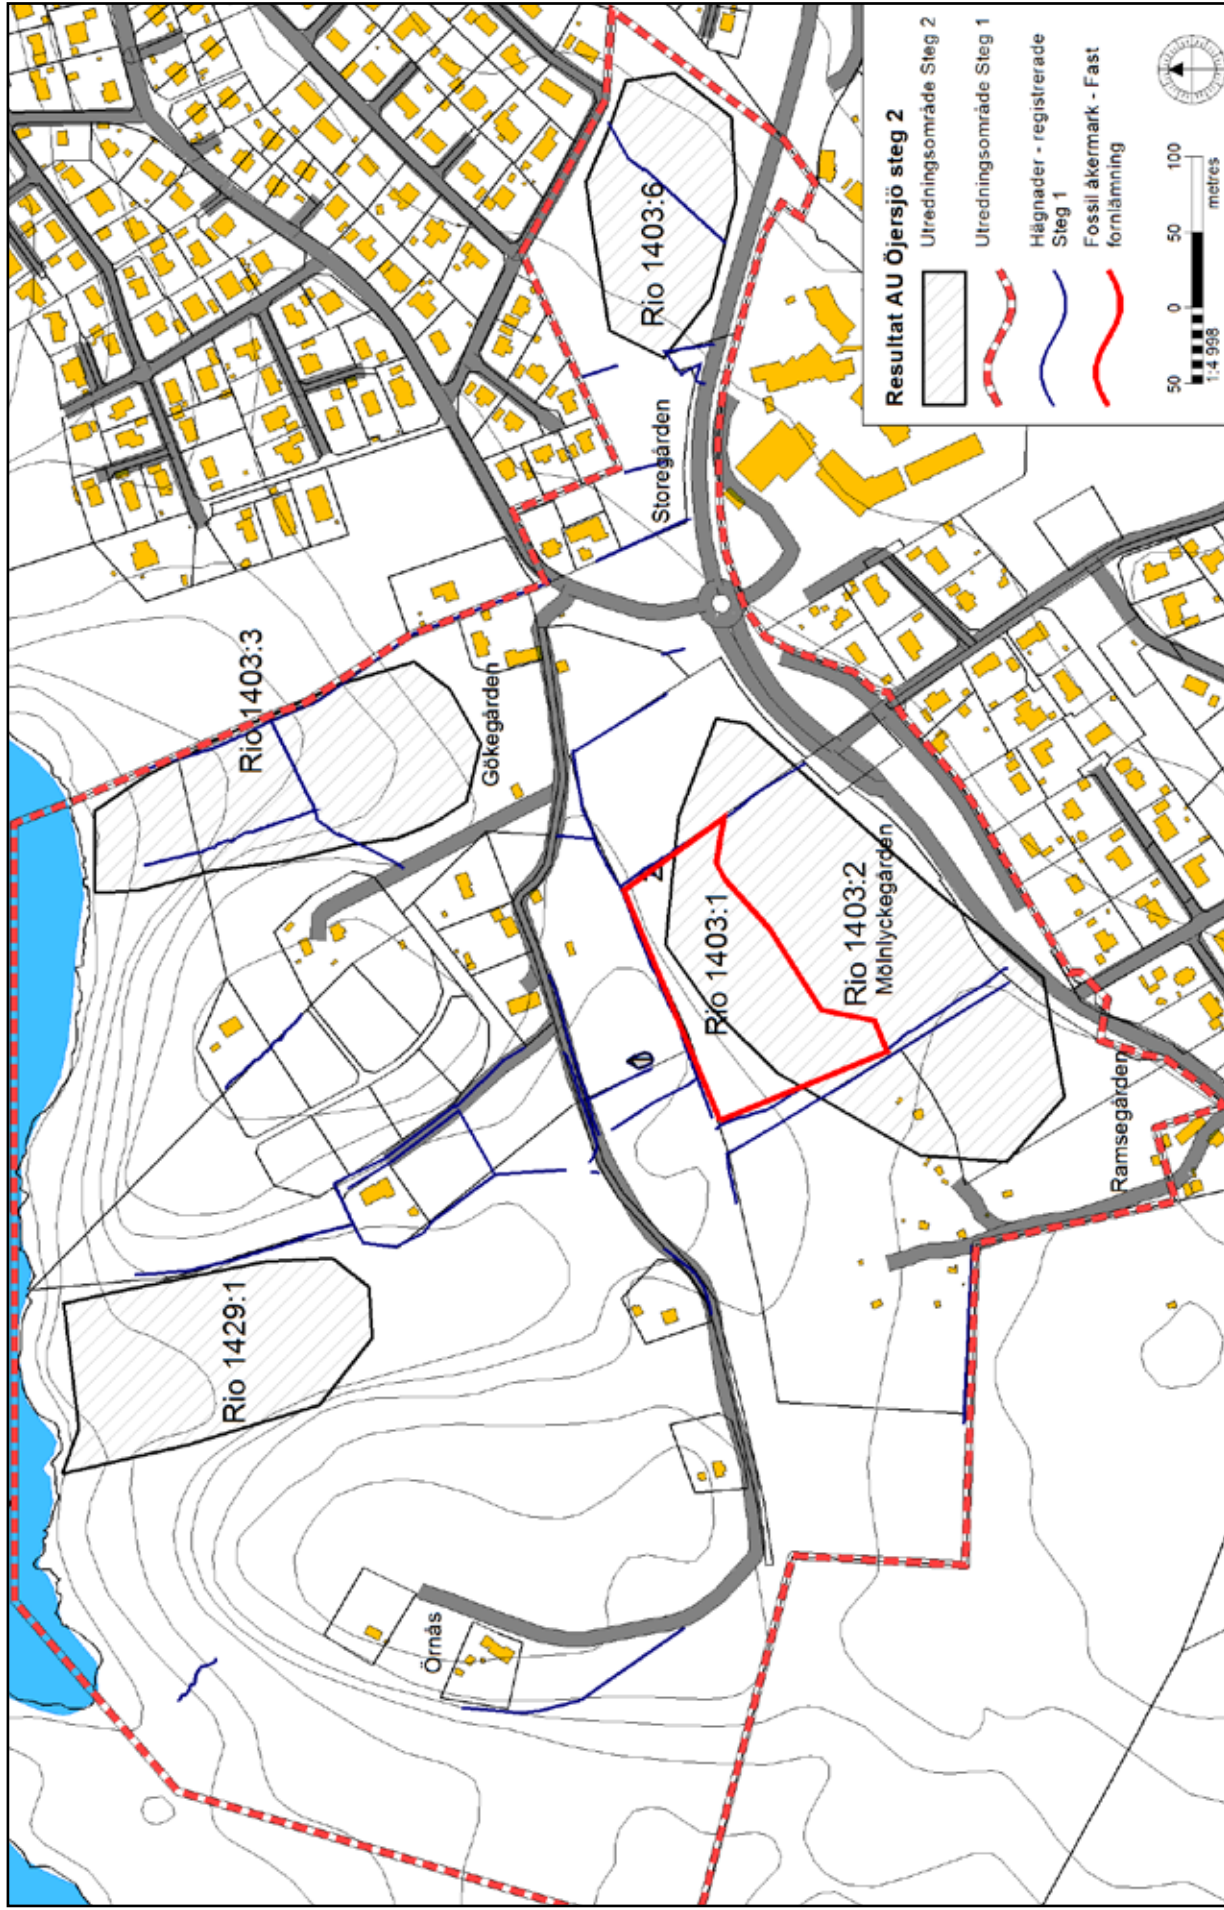 Rio 1403:3
Rio 1403:6
Rio 1429:1
Gökegården
Storegården
Örnås
Rio 1403:1
Rio 1403:2
Mölnlyckegården
Ramsegården
Resultat AU Öjersjö steg 2
Utredningsområde Steg 2
Utredningsområde Steg 1
Hägnader - registrerade
Steg 1
Fossil åkermark - Fast
fornlämning
50 0 50 100
metres
1:4 998